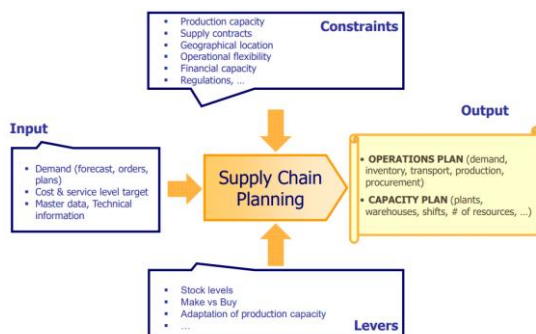 Constraints
Production capacity
Supply contracts
Geographical location
Operational flexibility
Financial capacity
Regulations, ...
Input
Demand (forecast, orders,
plans)
Cost & service level target
Master data, Technical
information
Supply Chain
Planning
Output
OPERATIONS PLAN (demand,
inventory, transport, production,
procurement)
CAPACITY PLAN (plants,
warehouses, shifts, # of resources, ...)
Stock levels
Make vs Buy
Adaptation of production capacity
...
Levers